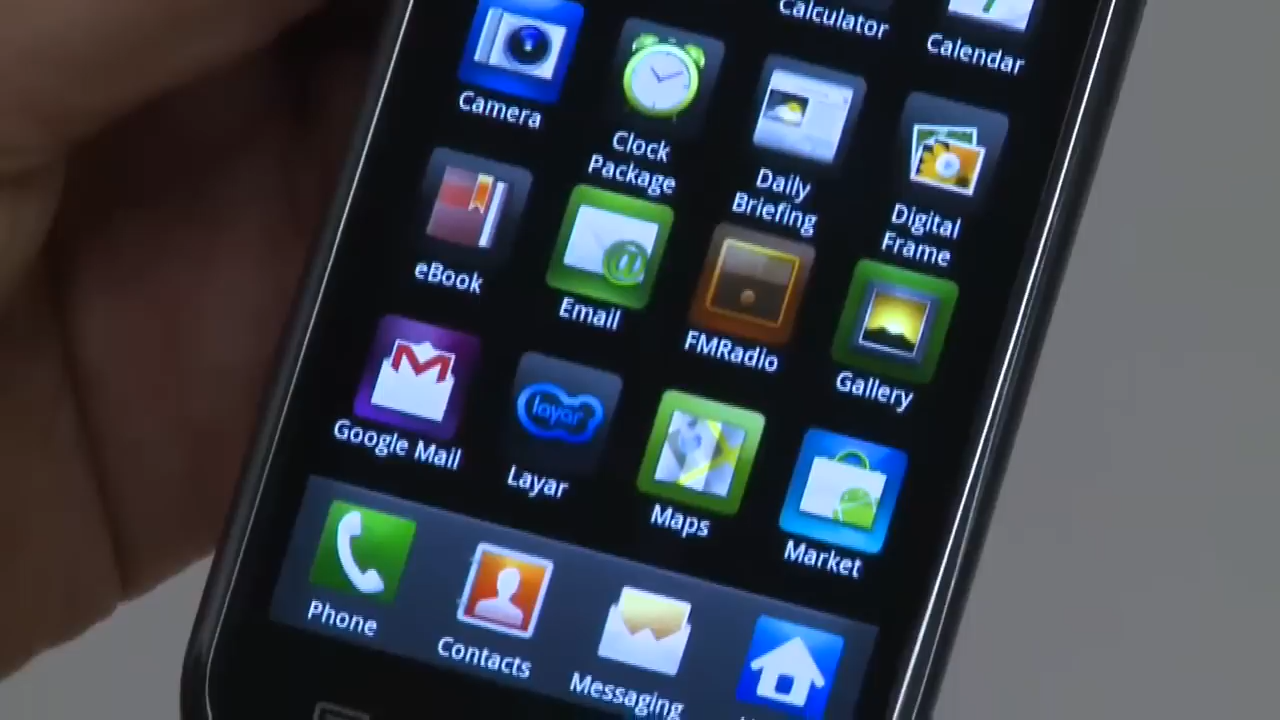 Calculator
Calendar
Camera
Clock
Package
Daily
Briefing
Digital
Frame
eBook
Email
FMRadio
Gallery
Google Mail
layar
Layar
Maps
Market
Phone
Contacts
Messaging